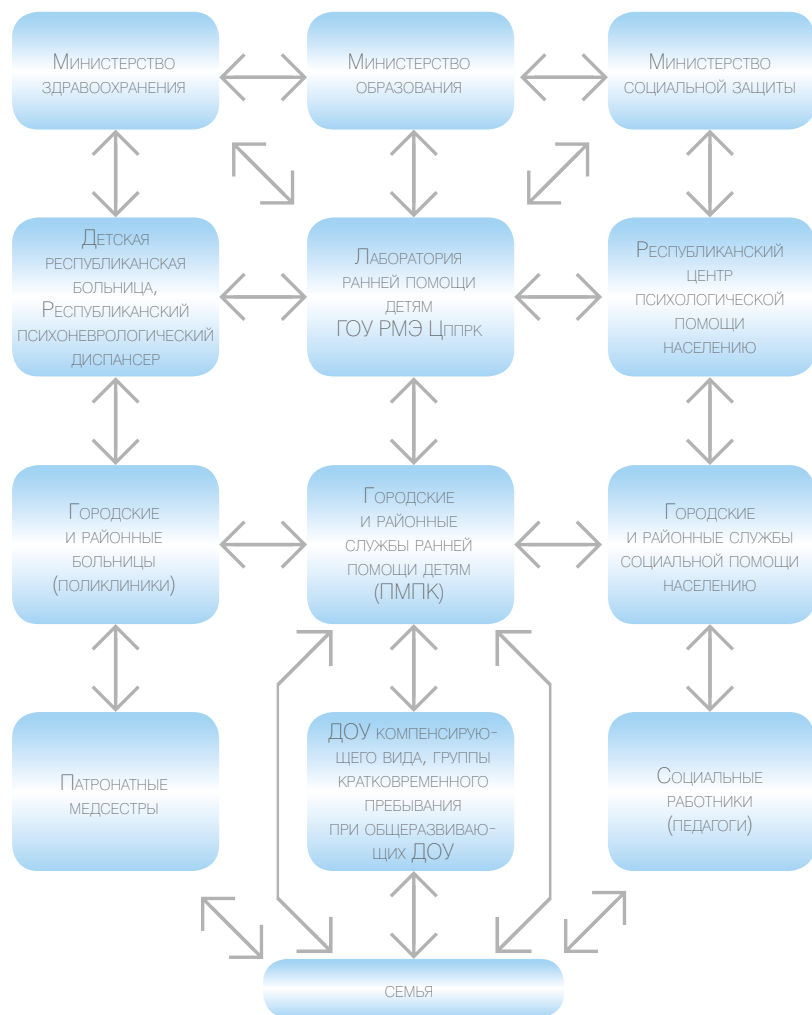 Министерство
здравоохранения
Министерство
образования
Министерство
социальной защиты
Детская
республиканская
больница,
Республиканский
психоневрологический
диспансер
Лаборатория
ранней помощи
детям
ГОУ РМЭ Цппрк
Республиканский
центр
психологической
помощи
населению
Городские
и районные
больницы
(поликлиники)
Городские
и районные
службы ранней
помощи детям
(ПМПК)
Городские
и районные службы
социальной помощи
населению
Патронатные
медсестры
ДОУ компенсирую-
щего вида, группы
кратковременного
пребывания
при общеразвиваю-
щих ДОУ
Социальные
работники
(педагоги)
семья